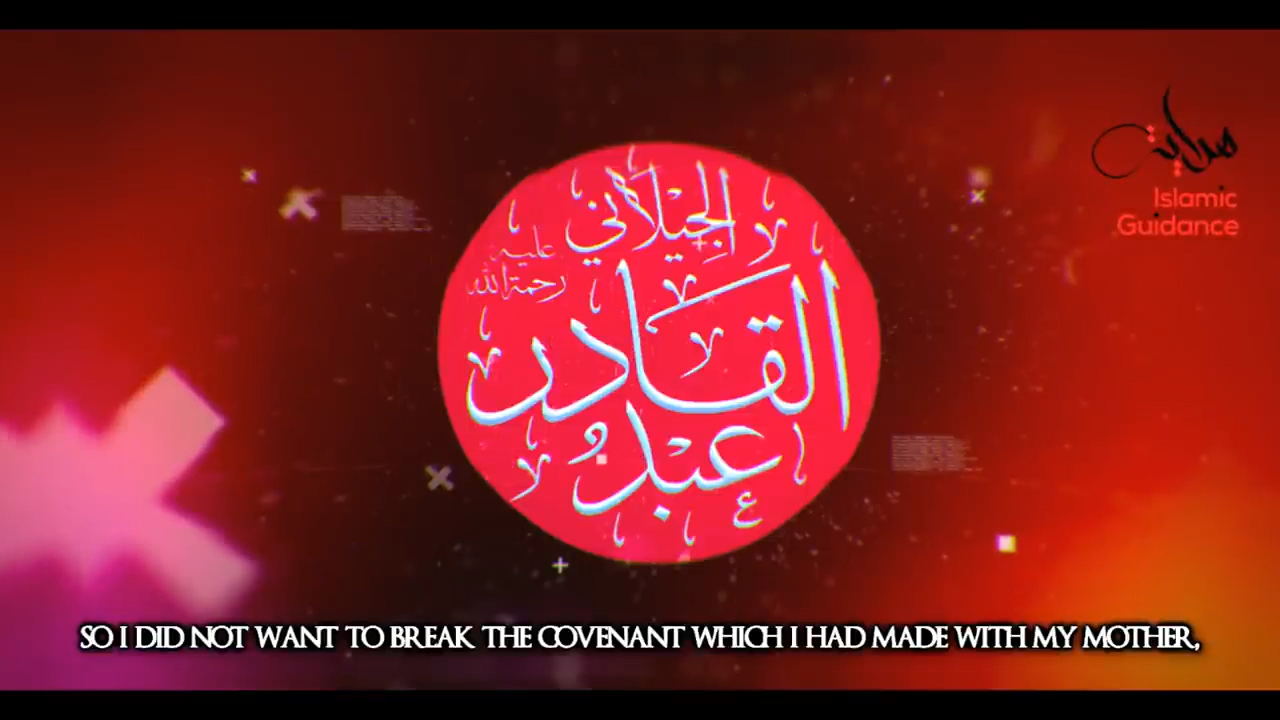 الجيلاني
عليه
رحمة الله
القادر
عبد
هداية
Islamic
Guidance
SO I DID NOT WANT TO BREAK THE COVENANT WHICH I HAD MADE WITH MY MOTHER,